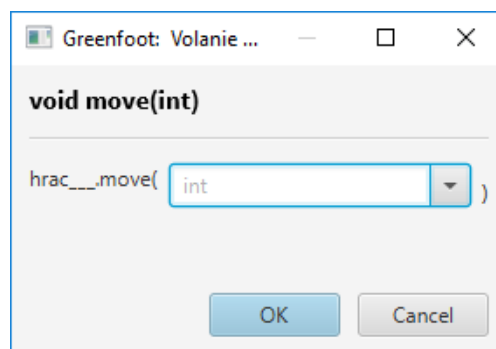 Greenfoot: Volanie ...
void move(int)
hrac___.move( int )
OK Cancel